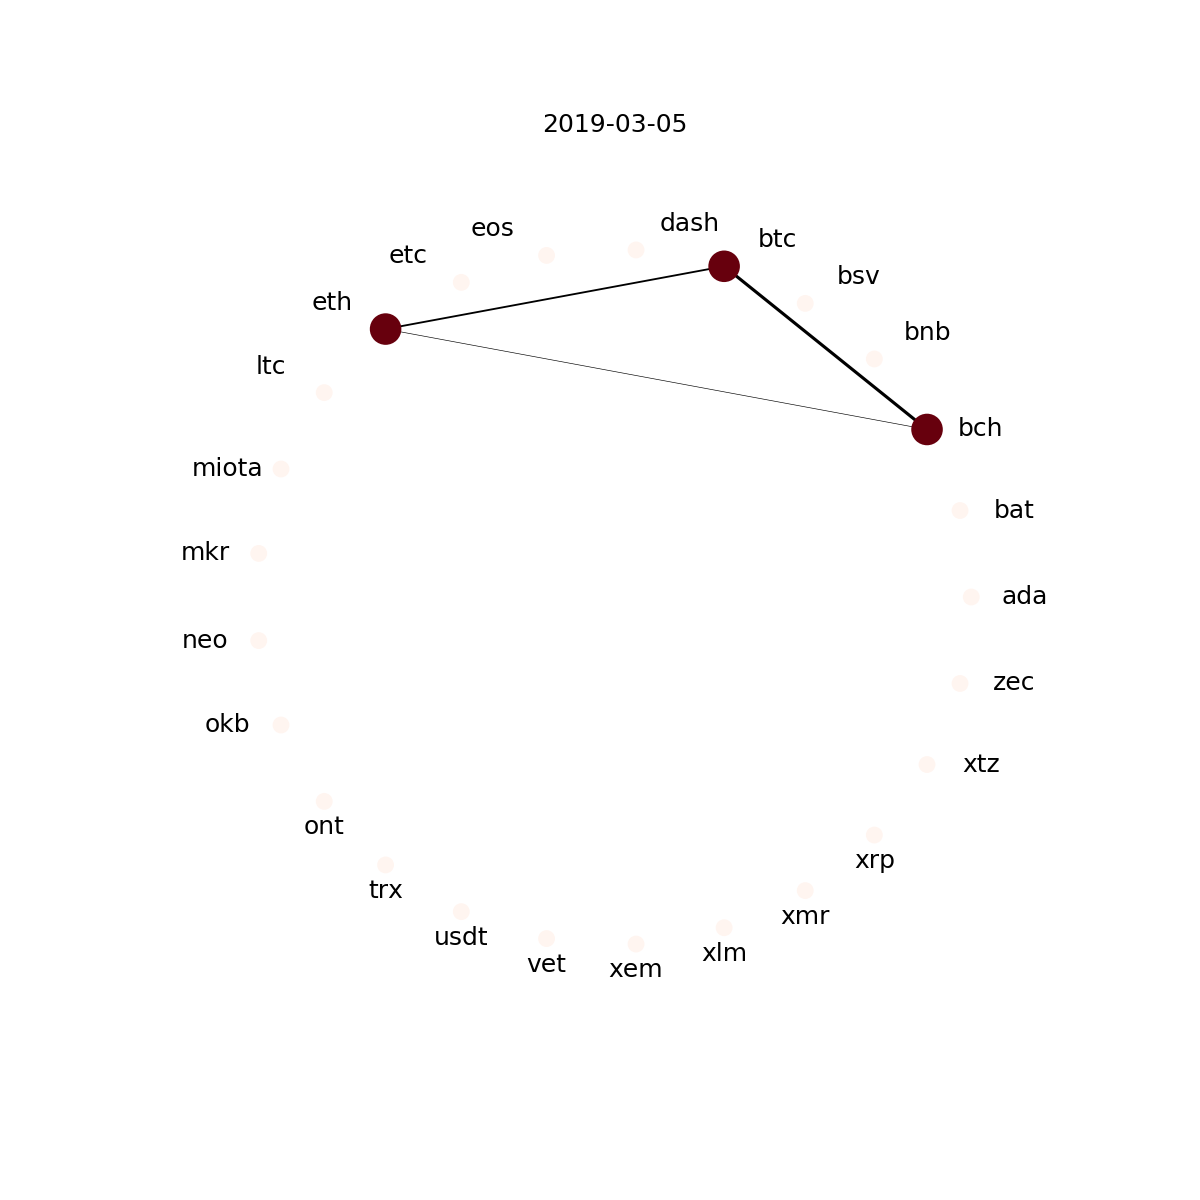 2019-03-05
dash
eos
btc
etc
bsv
eth
bnb
ltc
bch
miota
bat
mkr
ada
neo
zec
okb
xtz
ont
xrp
trx
xmr
usdt
xlm
vet
xem